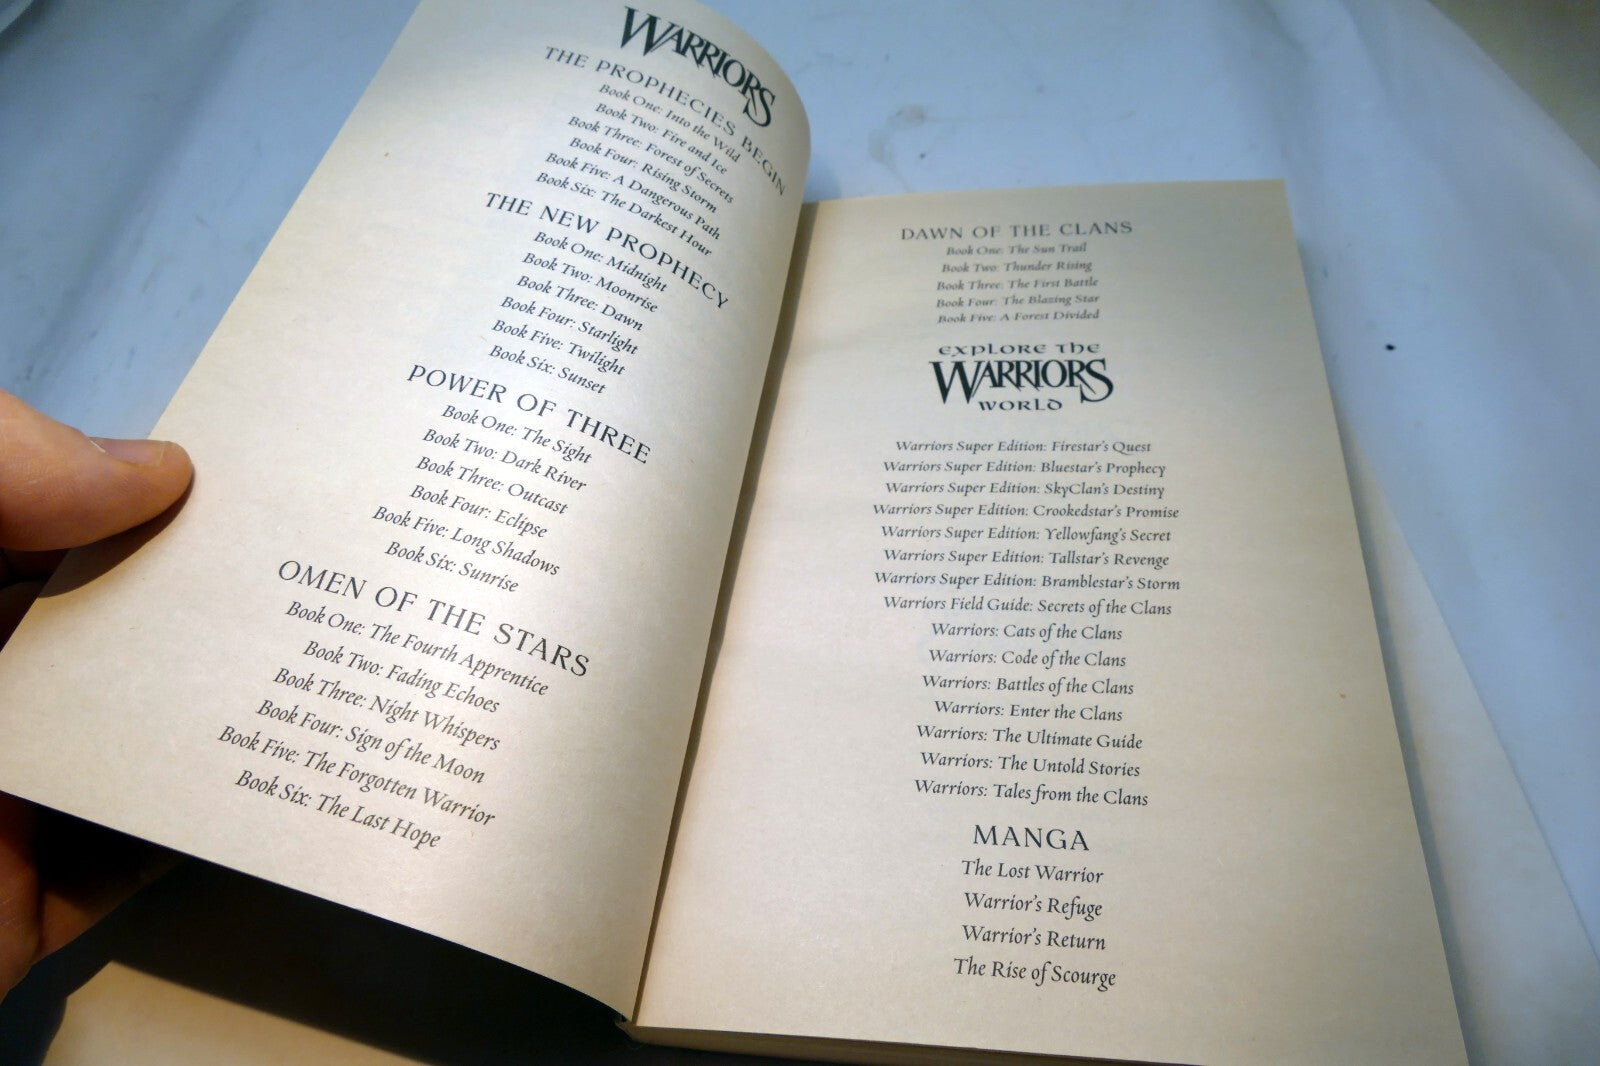 WARRIORS
THE PROPHECIES BEGIN
Book One: Into the Wild
Book Two: Fire and Ice
Book Three: Forest of Secrets
Book Four: Rising Storm
Book Five: A Dangerous Path
Book Six: The Darkest Hour
THE NEW PROPHECY
Book One: Midnight
Book Two: Moonrise
Book Three: Dawn
Book Four: Starlight
Book Five: Twilight
Book Six: Sunset
POWER OF THREE
Book One: The Sight
Book Two: Dark River
Book Three: Outcast
Book Four: Eclipse
Book Five: Long Shadows
Book Six: Sunrise
OMEN OF THE STARS
Book One: The Fourth Apprentice
Book Two: Fading Echoes
Book Three: Night Whispers
Book Four: Sign of the Moon
Book Five: The Forgotten Warrior
Book Six: The Last Hope
DAWN OF THE CLANS
Book One: The Sun Trail
Book Two: Thunder Rising
Book Three: The First Battle
Book Four: The Blazing Star
Book Five: A Forest Divided
EXPLORE THE
WARRIORS
WORLD
Warriors Super Edition: Firestar's Quest
Warriors Super Edition: Bluestar's Prophecy
Warriors Super Edition: SkyClan's Destiny
Warriors Super Edition: Crookedstar's Promise
Warriors Super Edition: Yellowfang's Secret
Warriors Super Edition: Tallstar's Revenge
Warriors Super Edition: Bramblestar's Storm
Warriors Field Guide: Secrets of the Clans
Warriors: Cats of the Clans
Warriors: Code of the Clans
Warriors: Battles of the Clans
Warriors: Enter the Clans
Warriors: The Ultimate Guide
Warriors: The Untold Stories
Warriors: Tales from the Clans
MANGA
The Lost Warrior
Warrior's Refuge
Warrior's Return
The Rise of Scourge